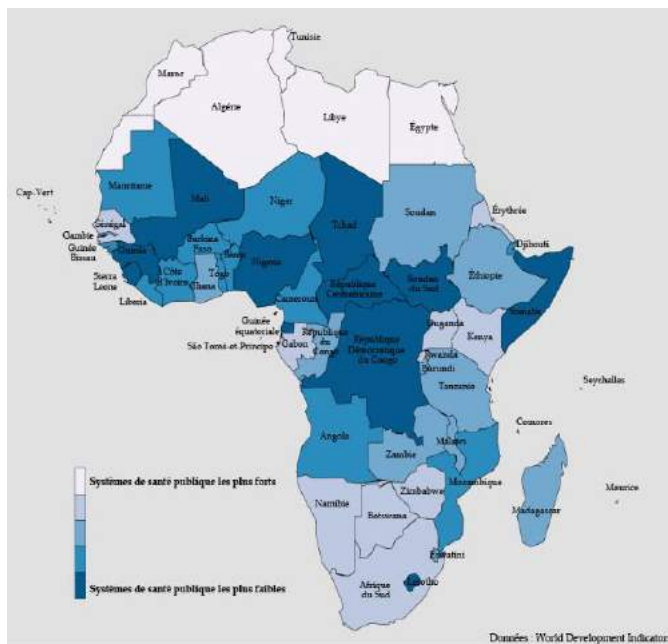 Tunisie
Maroc
Algérie
Libye
Égypte
Mauritanie
Mali
Niger
Tchad
Soudan
Érythrée
Cap-Vert
Sénégal
Gambie
Guinée
Bissau
Guinée
Burkina
Faso
Bénin
Nigeria
Djibouti
Éthiopie
Sierra
Leone
Liberia
Côte
d'Ivoire
Ghana
Togo
Cameroun
République
Centrafricaine
Soudan
du Sud
Somalie
Guinée
équatoriale
São Tomé-et-Principe
Gabon
République
du
Congo
République
Démocratique
du Congo
Ouganda
Kenya
Rwanda
Burundi
Tanzanie
Seychelles
Comores
Angola
Zambie
Malawi
Mozambique
Madagascar
Maurice
Namibie
Botswana
Zimbabwe
Eswatini
Lesotho
Afrique
du Sud
Systèmes de santé publique les plus forts
Systèmes de santé publique les plus faibles
Données : World Development Indicator